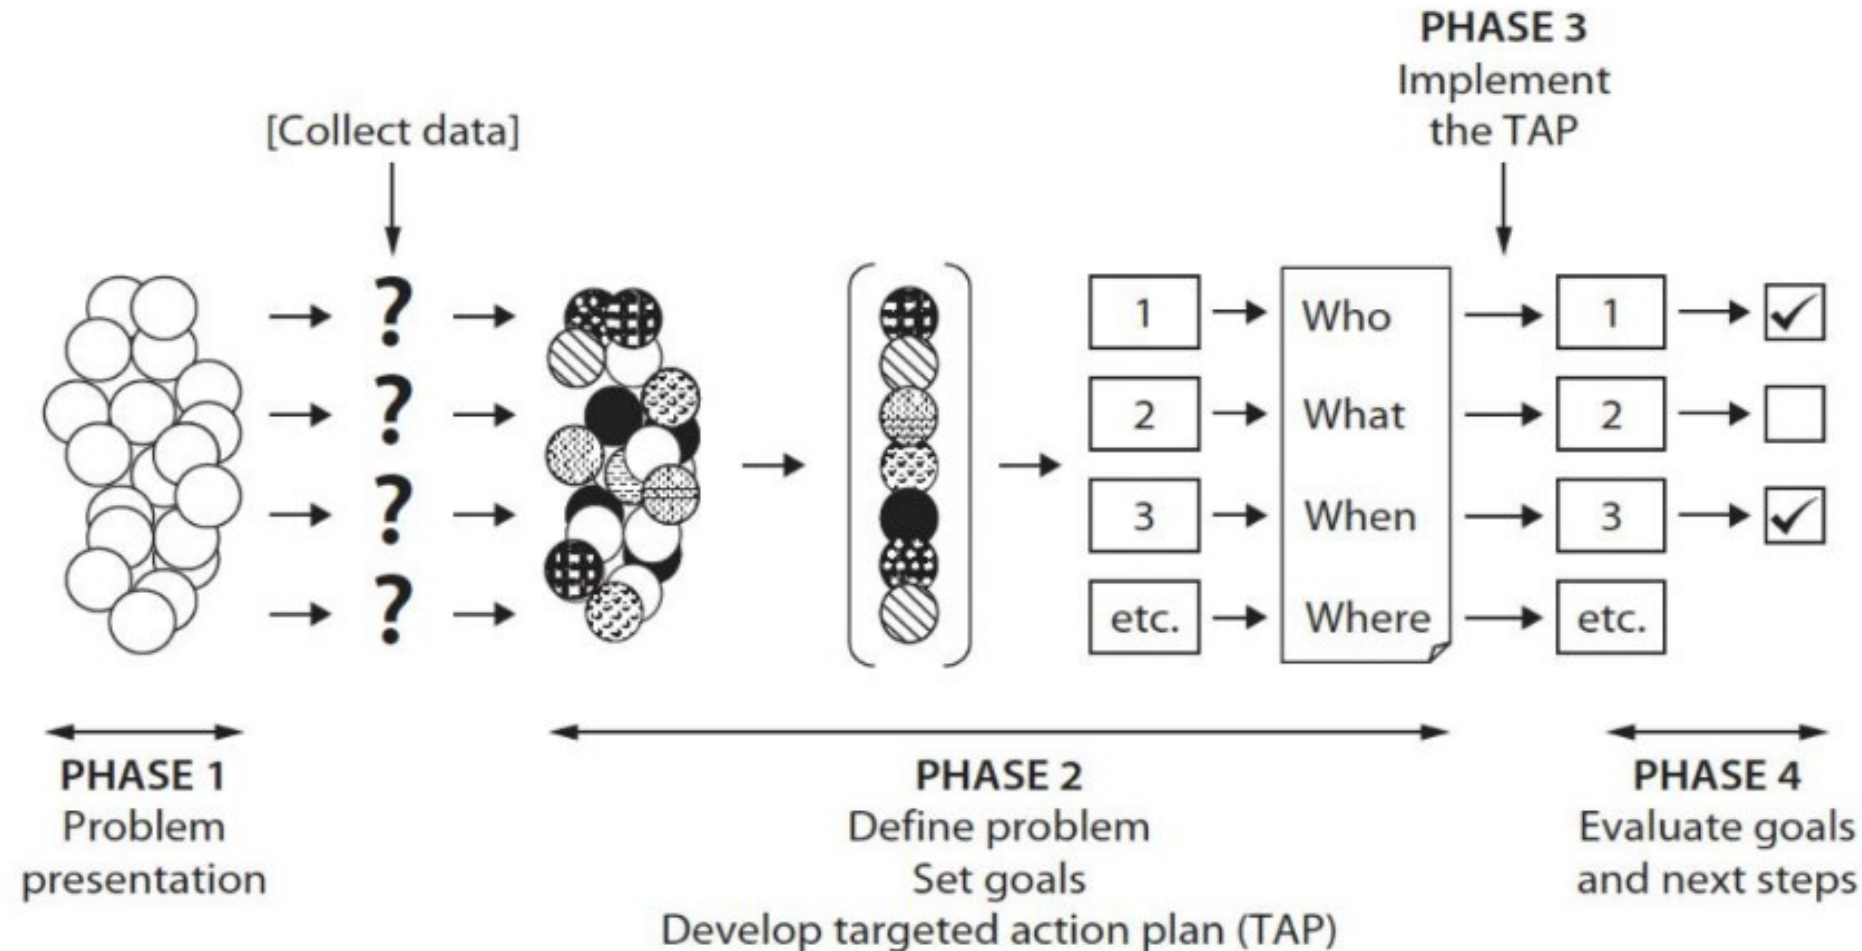 PHASE 3
Implement
the TAP
[Collect data]
?
?
?
?
1
2
3
etc.
Who
What
When
Where
1
2
3
etc.
PHASE 1
Problem
presentation
PHASE 2
Define problem
Set goals
Develop targeted action plan (TAP)
PHASE 4
Evaluate goals
and next steps